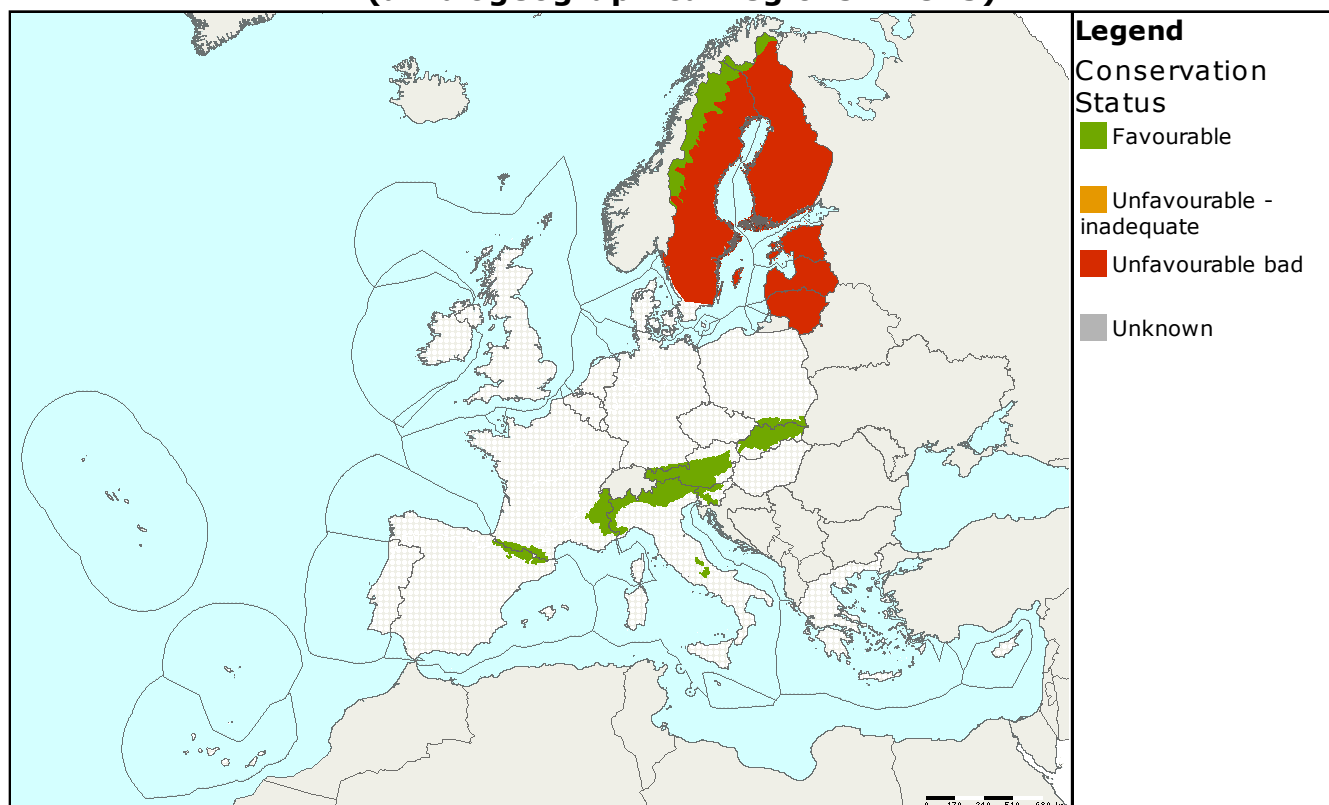 Legend
Conservation
Status
Favourable
Unfavourable -
inadequate
Unfavourable bad
Unknown